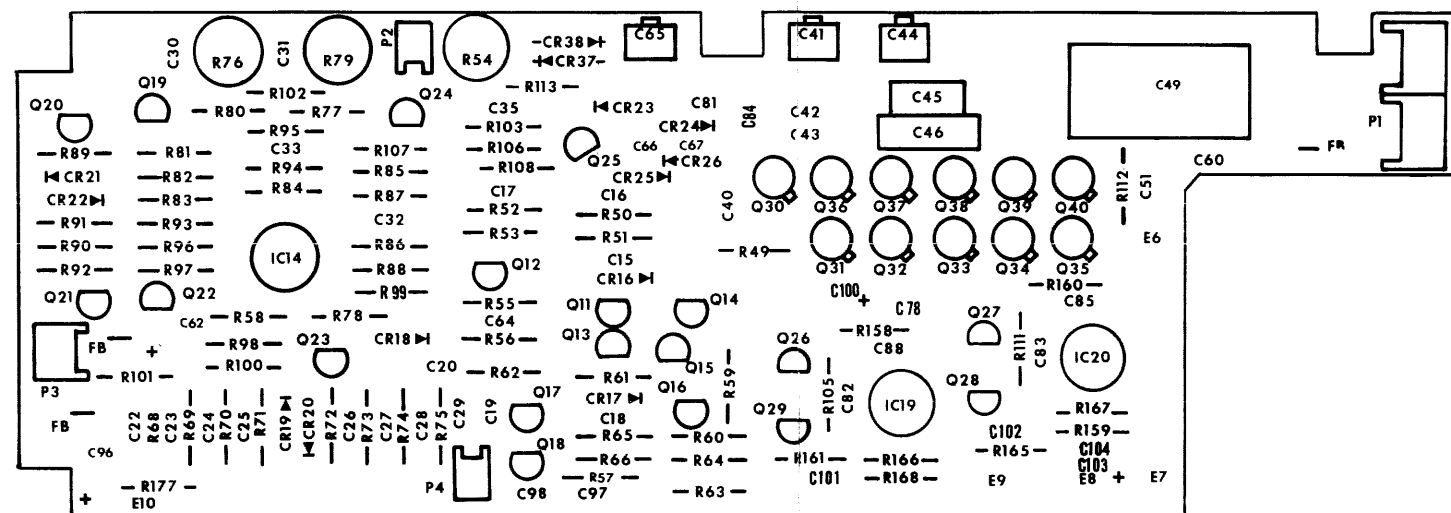 C30 R76 C31 R79 P2 R54 CR38 C65 C41 C44
CR37
Q19 R102 Q24 R113 C49
Q20 R80 R77 C35 CR23 C81 C84 C42 C45 P1
R95 R103 CR24 C43 C46
R89 R81 C33 R107 R106 Q25 C66 C67 FB
CR21 R82 R94 R85 R108 CR26 C60
CR22 R83 R84 R87 C17 CR25 R112 C51
R91 R93 C32 R52 C16 R50 C40 Q30 Q36 Q37 Q38 Q39 Q40
R90 R96 IC14 R86 R53 R51 R49 E6
R92 R97 R88 Q12 C15 Q31 Q32 Q33 Q34 Q35
Q21 Q22 R99 CR16 C100 R160
R55 Q11 Q14 C78 C85
C62 R58 R78 C64 Q27
FB R98 Q23 CR18 R56 Q13 Q26 R158 R111 C83 IC20
R100 C20 Q15 C88
P3 R101 R62 R61 R59 Q28
C22 R68 C23 R69 C24 R70 C25 R71 CR19 CR20 R72 C26 R73 C27 R74 C28 R75 C29 C19 Q17 CR17 Q16 R105 C82 IC19
FB C18 Q29 R167
C96 Q18 R65 R60 C102 R159
P4 R66 R64 R161 R166 R165 C104
R177 C98 R57 C101 R168 C103
E10 C97 R63 E9 E8 E7